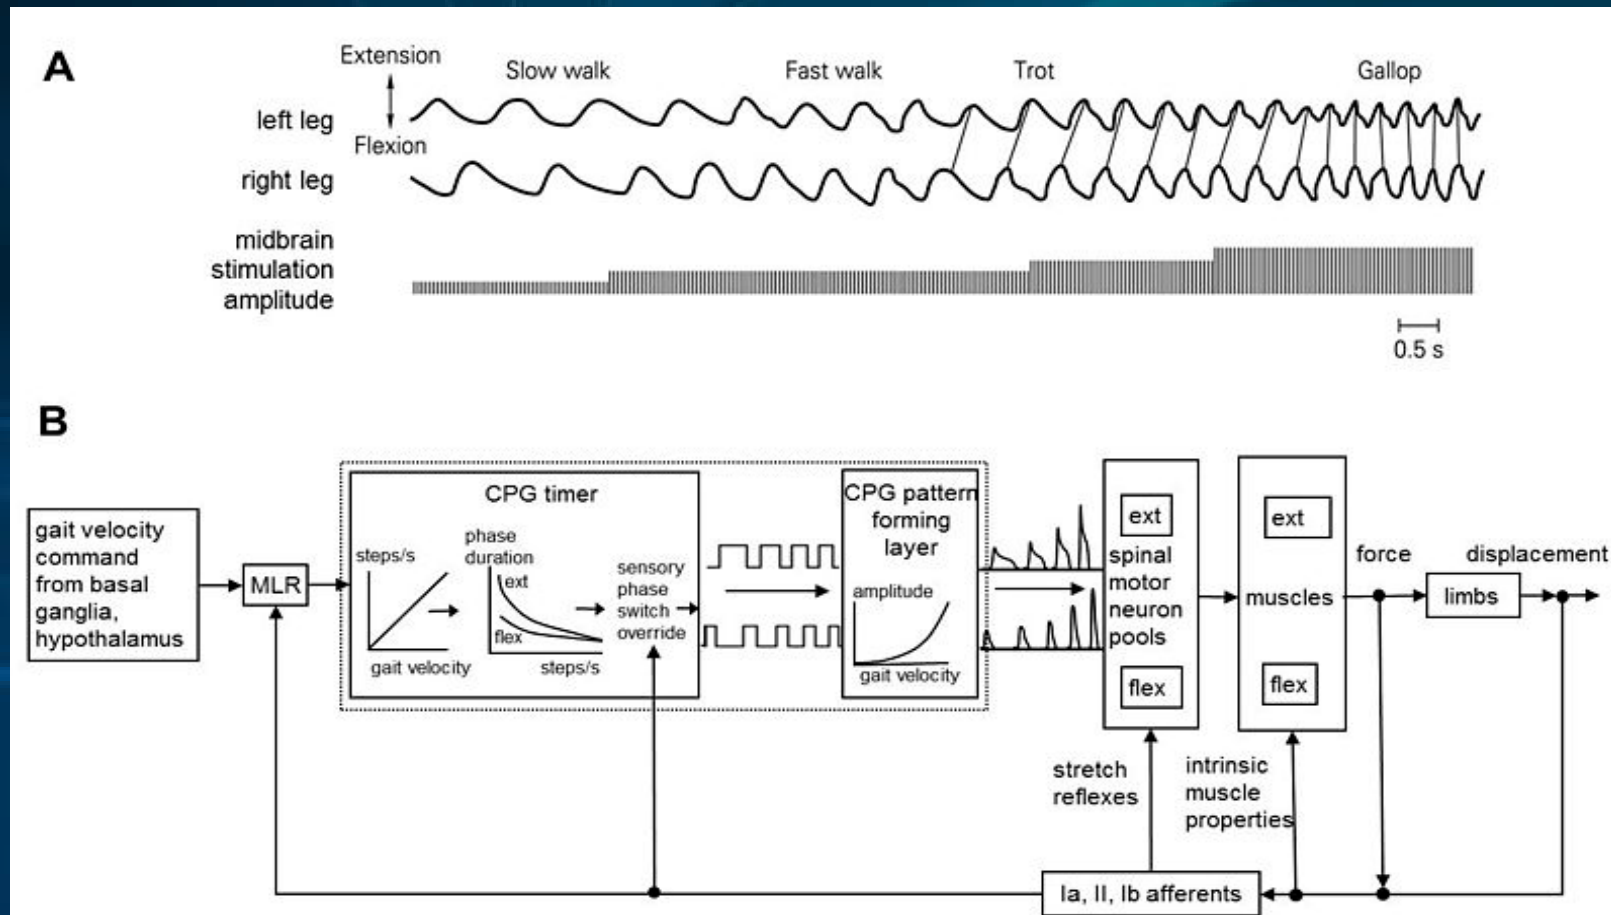 A
Extension
Flexion
Slow walk
Fast walk
Trot
Gallop
left leg
right leg
midbrain
stimulation
amplitude
0.5 s
B
gait velocity
command
from basal
ganglia,
hypothalamus
MLR
CPG timer
steps/s
gait velocity
phase
duration
ext
flex
steps/s
sensory
phase
switch
override
CPG pattern
forming
layer
amplitude
gait velocity
ext
spinal
motor
neuron
pools
flex
ext
muscles
flex
force
limbs
displacement
stretch
reflexes
intrinsic
muscle
properties
Ia, II, Ib afferents